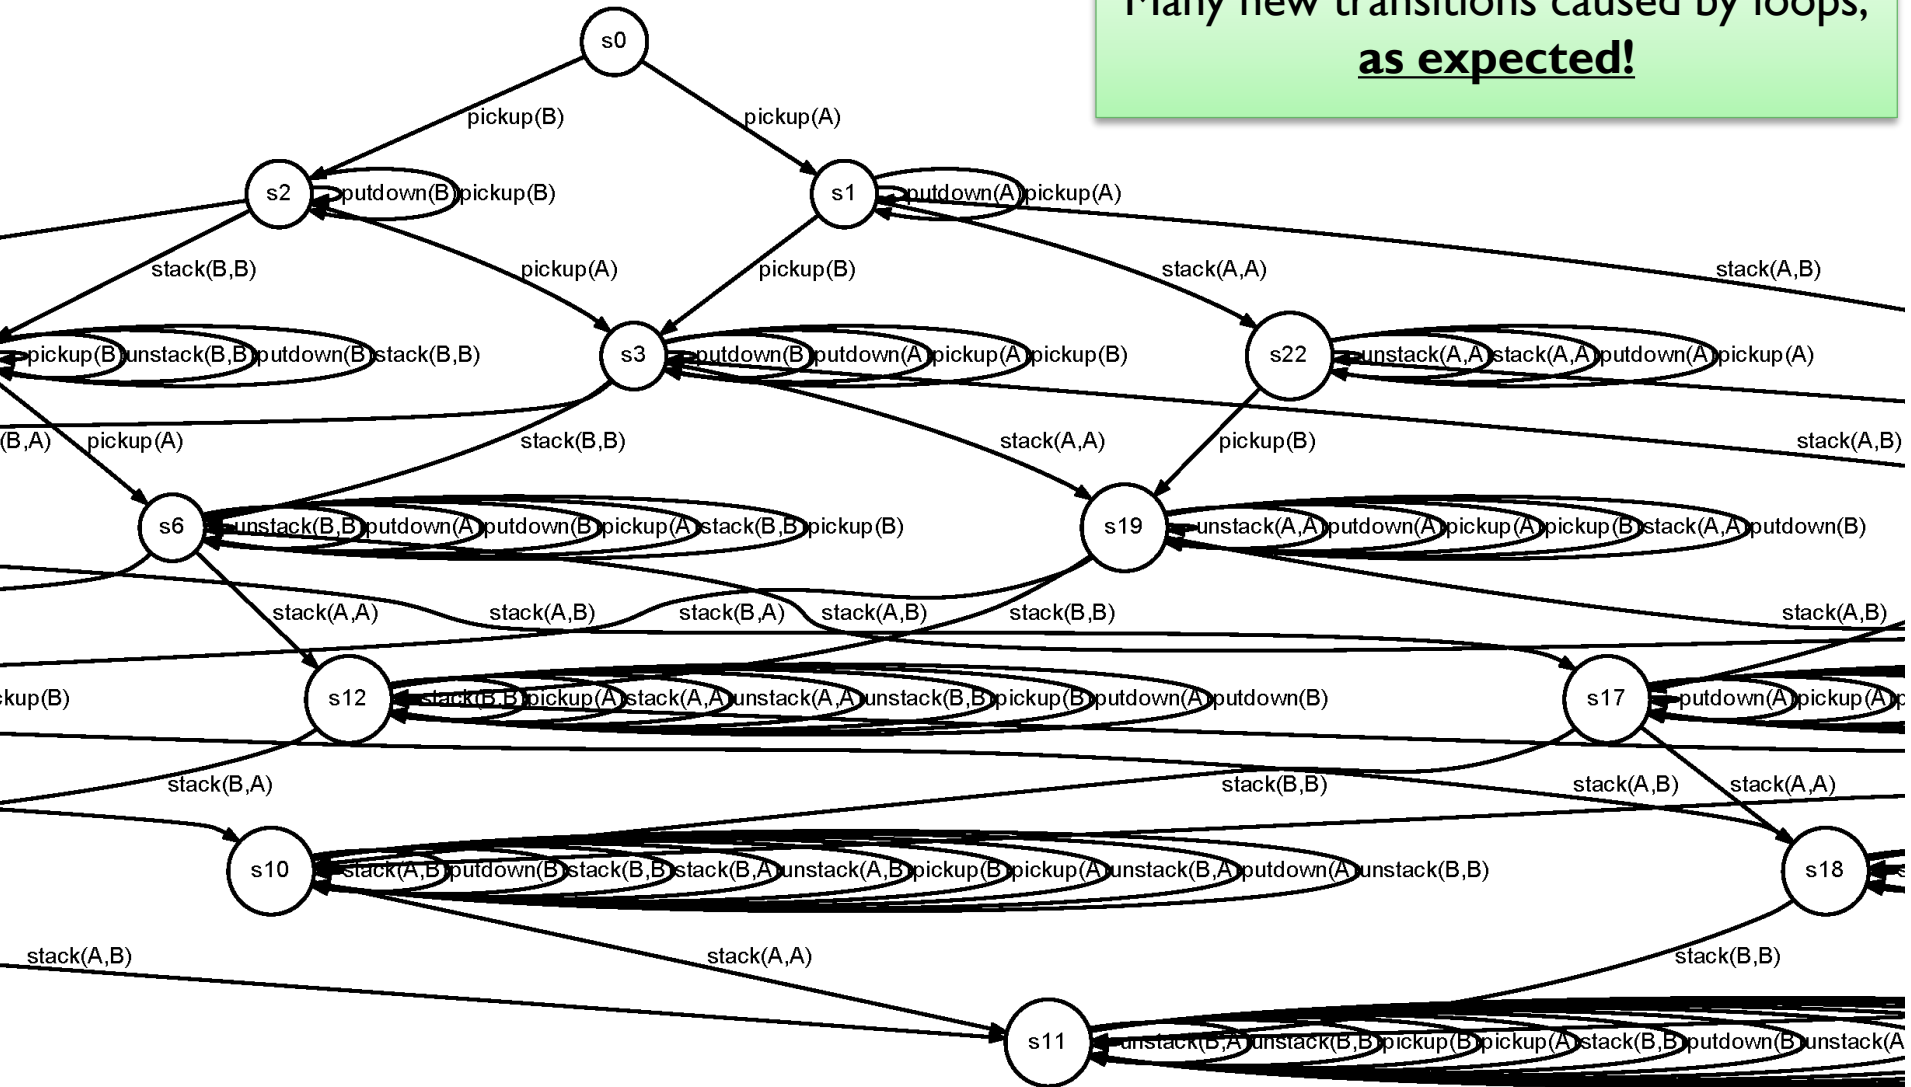 Many new transitions caused by loops,
as expected!
s0
pickup(B)
pickup(A)
s2
putdown(B)
pickup(B)
s1
putdown(A)
pickup(A)
stack(B,B)
pickup(A)
pickup(B)
stack(A,A)
stack(A,B)
pickup(B)
unstack(B,B)
putdown(B)
stack(B,B)
s3
putdown(B)
putdown(A)
pickup(A)
pickup(B)
s22
unstack(A,A)
stack(A,A)
putdown(A)
pickup(A)
(B,A)
pickup(A)
stack(B,B)
stack(A,A)
pickup(B)
stack(A,B)
s6
unstack(B,B)
putdown(A)
putdown(B)
pickup(A)
stack(B,B)
pickup(B)
s19
unstack(A,A)
putdown(A)
pickup(A)
pickup(B)
stack(A,A)
putdown(B)
stack(A,A)
stack(A,B)
stack(B,A)
stack(A,B)
stack(B,B)
stack(A,B)
ckup(B)
s12
stack(B,B)
pickup(A)
stack(A,A)
unstack(A,A)
unstack(B,B)
pickup(B)
putdown(A)
putdown(B)
s17
putdown(A)
pickup(A)
p
stack(B,A)
stack(B,B)
stack(A,B)
stack(A,A)
s10
stack(A,B)
putdown(B)
stack(B,B)
stack(B,A)
unstack(A,B)
pickup(B)
pickup(A)
unstack(B,A)
putdown(A)
unstack(B,B)
s18
stack(A,B)
stack(A,A)
stack(B,B)
s11
unstack(B,A)
unstack(B,B)
pickup(B)
pickup(A)
stack(B,B)
putdown(B)
unstack(A